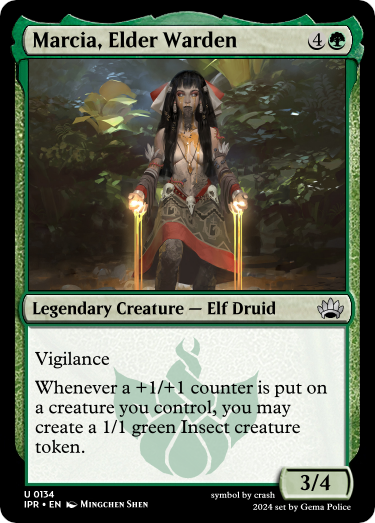 Marcia, Elder Warden 4
Legendary Creature — Elf Druid
Vigilance
Whenever a +1/+1 counter is put on
a creature you control, you may
create a 1/1 green Insect creature
token.
3/4
U 0134
IPR • EN Mingchen Shen
symbol by crash
2024 set by Gema Police